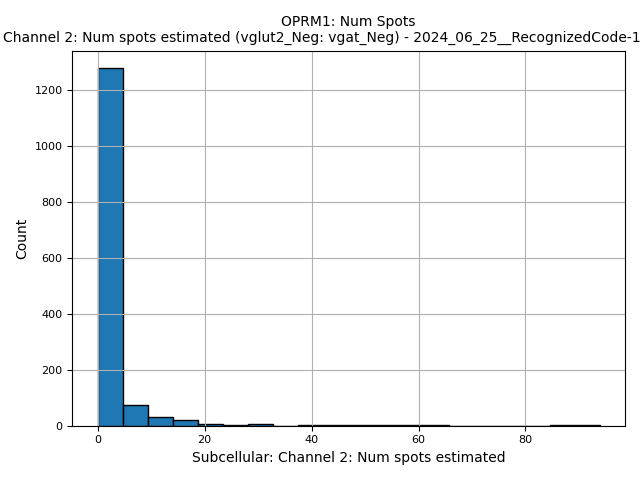 OPRM1: Num Spots
Channel 2: Num spots estimated (vglut2_Neg: vgat_Neg) - 2024_06_25__RecognizedCode-1
1200
1000
800
600
400
200
0
Count
0 20 40 60 80
Subcellular: Channel 2: Num spots estimated